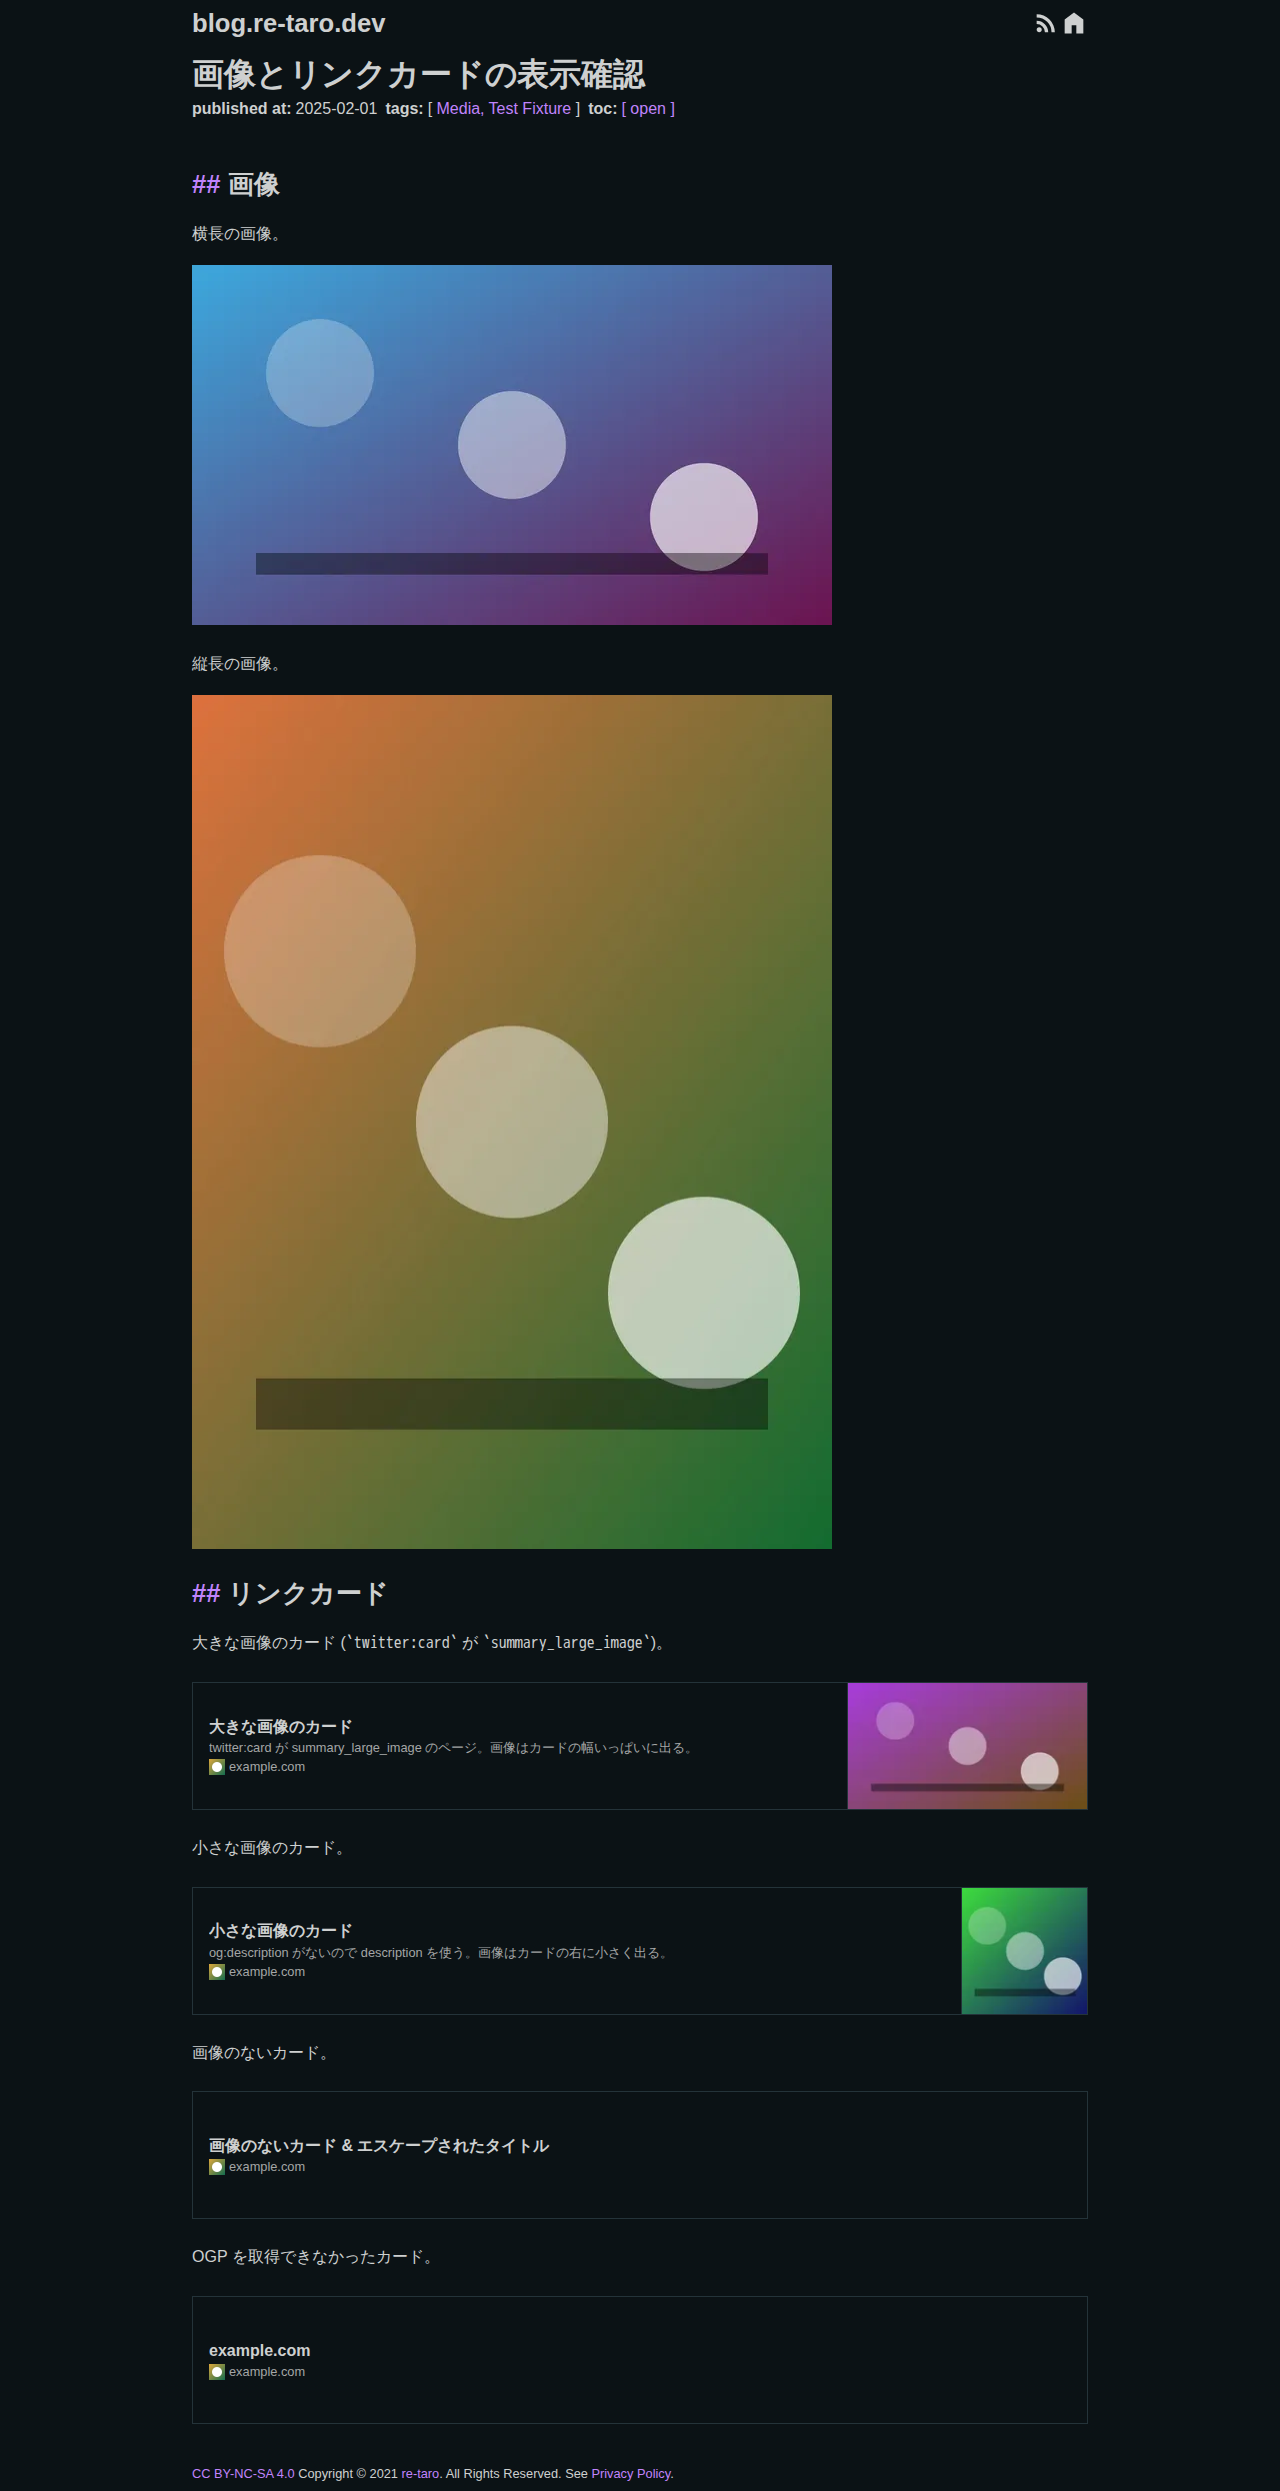 blog.re-taro.dev
画像とリンクカードの表示確認
published at: 2025-02-01 tags: [ Media, Test Fixture ] toc: [ open ]
## 画像
横長の画像。
縦長の画像。
## リンクカード
大きな画像のカード (`twitter:card` が `summary_large_image`)。
大きな画像のカード
twitter:card が summary_large_image のページ。画像はカードの幅いっぱいに出る。
example.com
小さな画像のカード。
小さな画像のカード
og:description がないので description を使う。画像はカードの右に小さく出る。
example.com
画像のないカード。
画像のないカード & エスケープされたタイトル
example.com
OGP を取得できなかったカード。
example.com
example.com
CC BY-NC-SA 4.0 Copyright © 2021 re-taro. All Rights Reserved. See Privacy Policy.